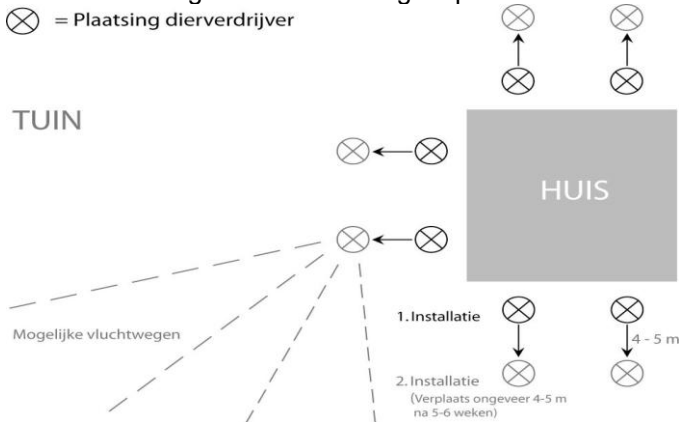 = Plaatsing dierverdrijver
TUIN
HUIS
1. Installatie
4 - 5 m
Mogelijke vluchtwegen
2. Installatie
(Verplaats ongeveer 4-5 m
na 5-6 weken)